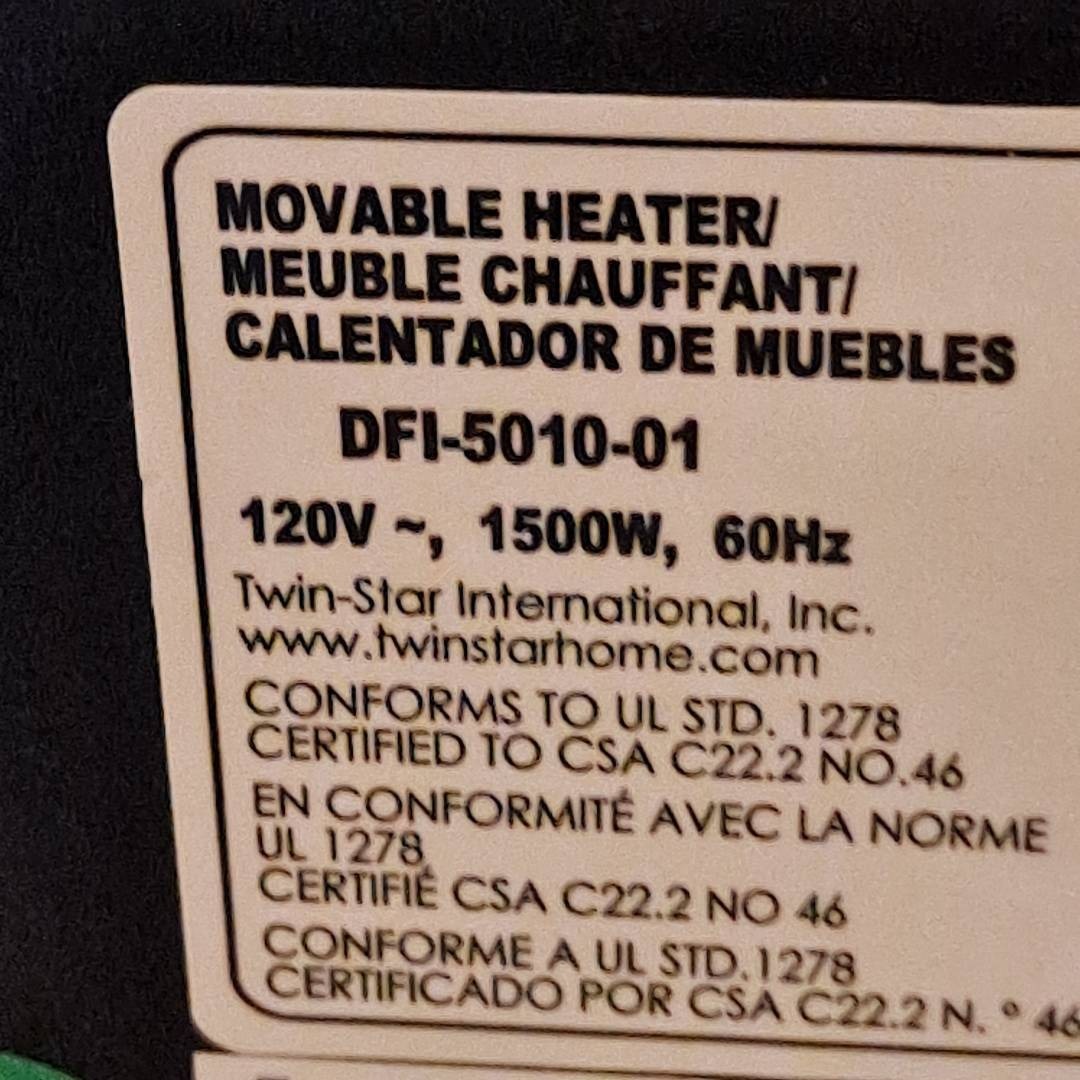 MOVABLE HEATER/
MEUBLE CHAUFFANT/
CALENTADOR DE MUEBLES
DFI-5010-01
120V ~, 1500W, 60Hz
Twin-Star International, Inc.
www.twinstarhome.com
CONFORMS TO UL STD. 1278
CERTIFIED TO CSA C22.2 NO.46
EN CONFORMITÉ AVEC LA NORME
UL 1278
CERTIFIÉ CSA C22.2 NO 46
CONFORME A UL STD.1278
CERTIFICADO POR CSA C22.2 N. º 46